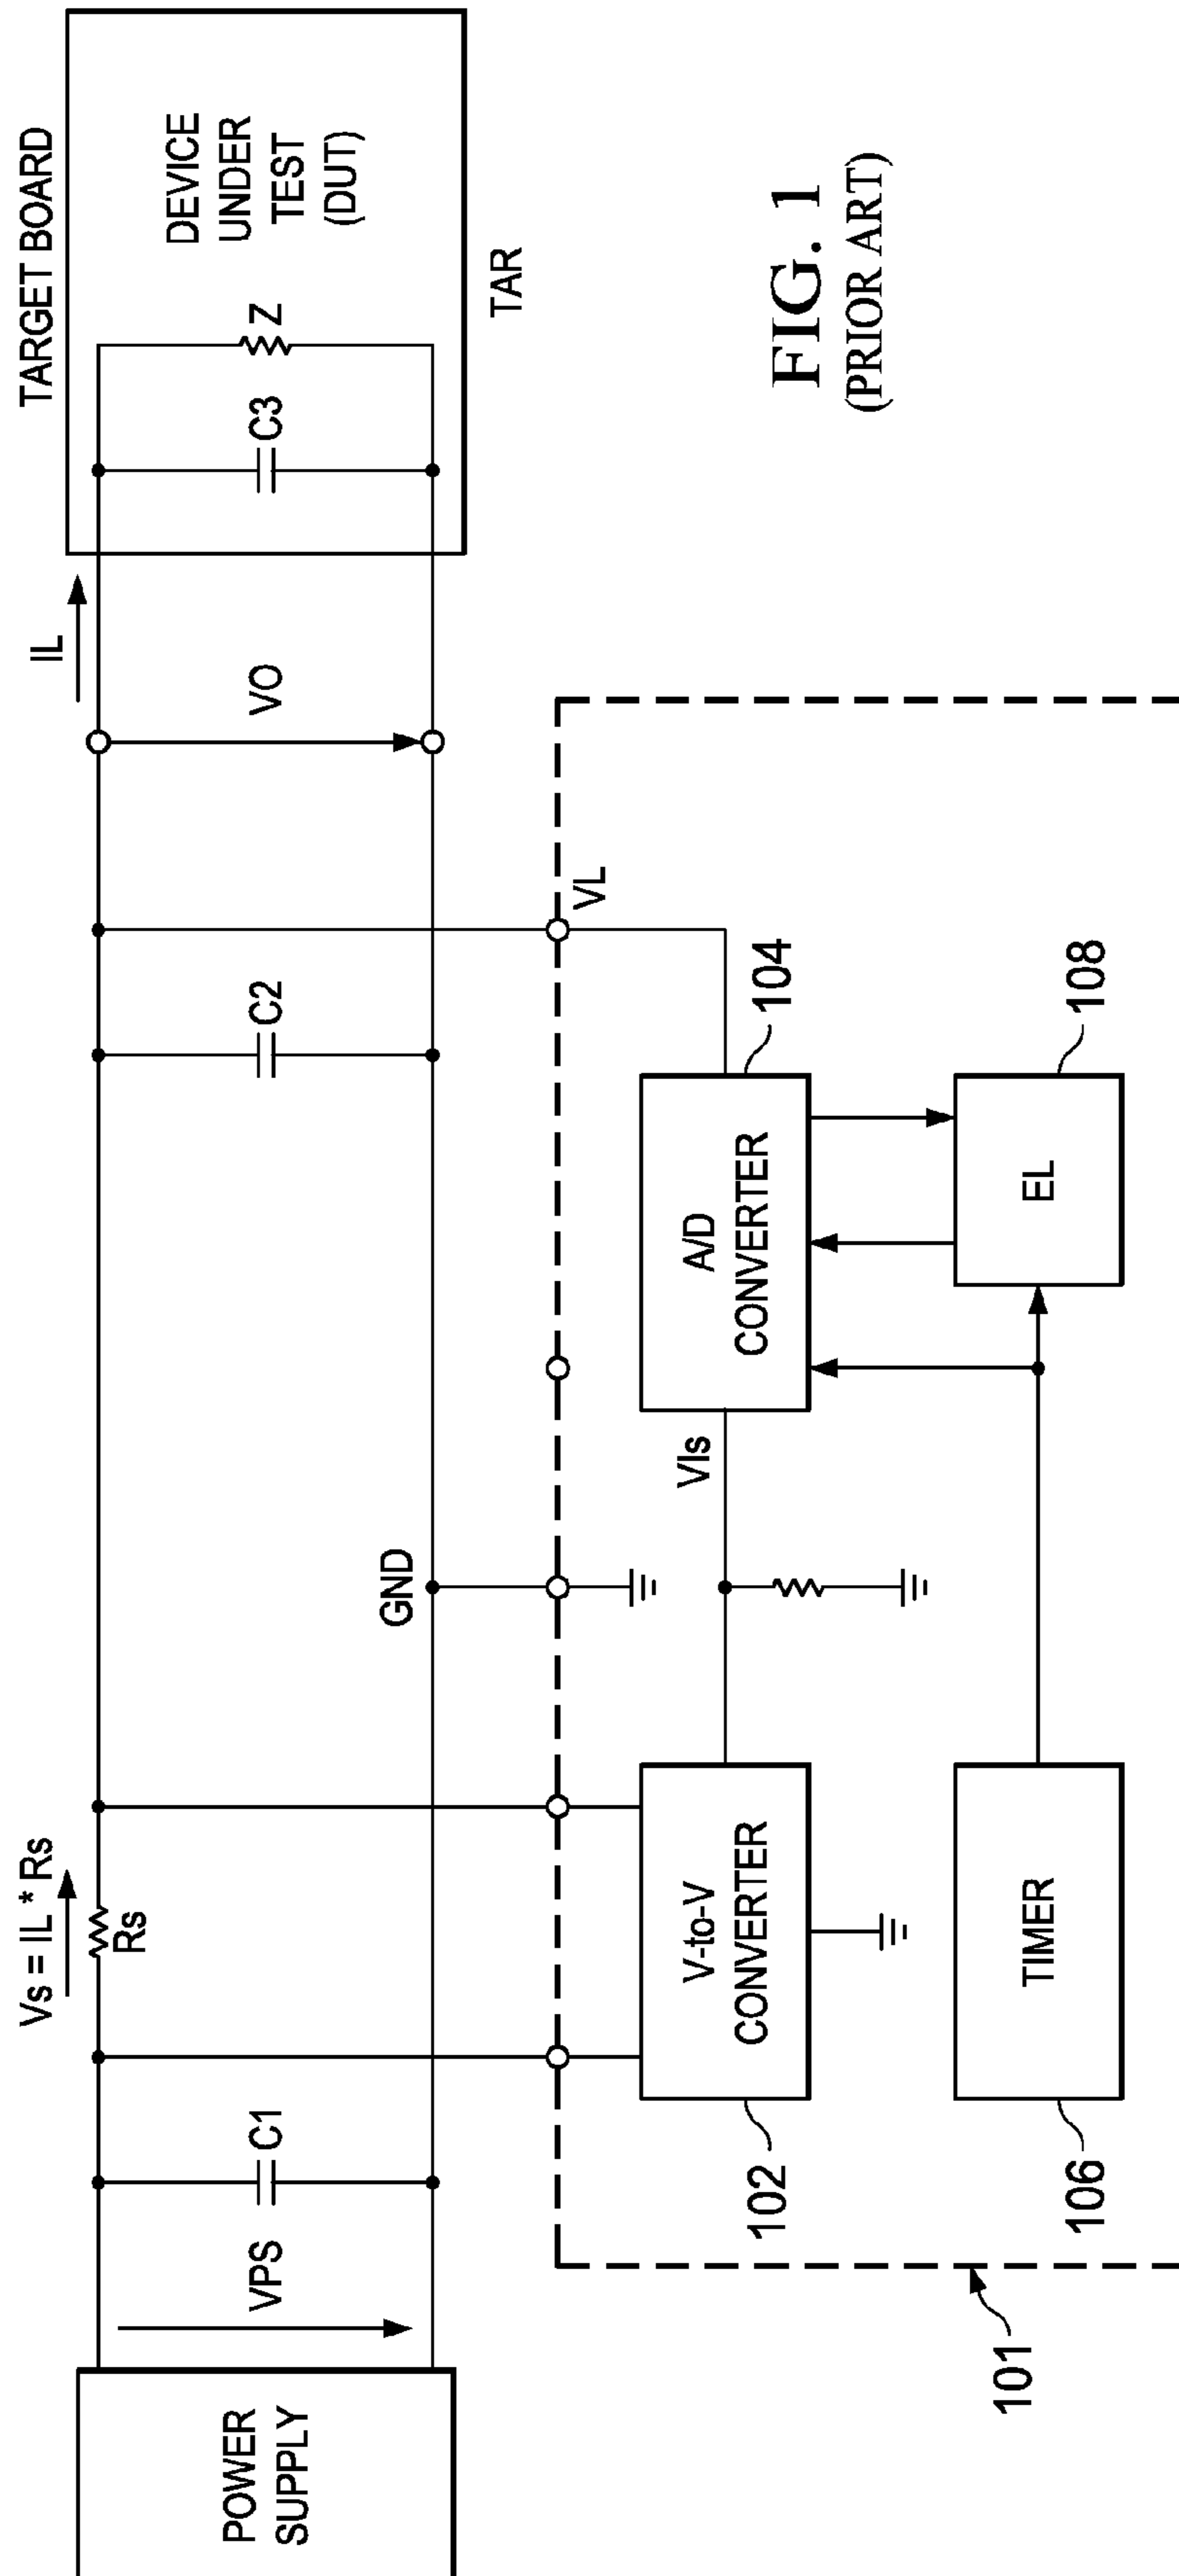 Vs = IL * Rs
Rs
IL
TARGET BOARD
POWER
SUPPLY
VPS
C1
GND
C2
VO
C3
Z
DEVICE
UNDER
TEST
(DUT)
TAR
VL
101
102
V-to-V
CONVERTER
VIs
A/D
CONVERTER
104
106
TIMER
EL
108
FIG. 1
(PRIOR ART)